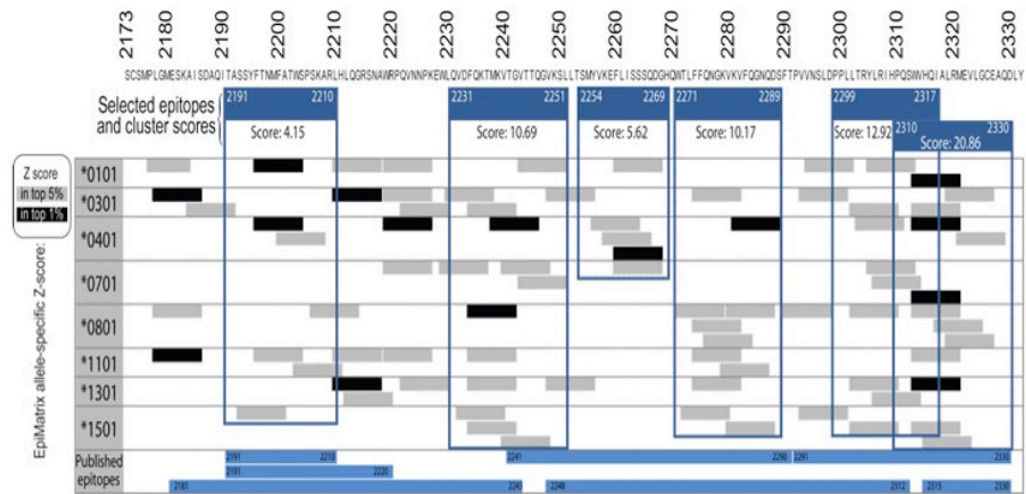 2173 2180 2190 2200 2210 2220 2230 2240 2250 2260 2270 2280 2290 2300 2310 2320 2330
SCSMPLGMESKAISDAQITASSYFTNMFATWSPSKARLHLQGRSNAWRPQVNNPKEWLQVDFQKTMKVTGVTTQGVKSLLTSMYVKEFLISSSQDGHQWTLFFQNGKVKVFQGNQDSFTPVVNSLDPPLLTRYLRIHPQSWVHQIALRMEVLGCEAQDLY
Selected epitopes
and cluster scores
2191 2210
Score: 4.15
2231 2251
Score: 10.69
2254 2269
Score: 5.62
2271 2289
Score: 10.17
2299 2317
Score: 12.92
2310 2330
Score: 20.86
Z score
in top 5%
in top 1%
EpiMatrix allele-specific Z-score:
*0101
*0301
*0401
*0701
*0801
*1101
*1301
*1501
Published
epitopes
2191 2210 2241 2290 2291 2330
2191 2220
2181 2243 2248 2312 2315 2330